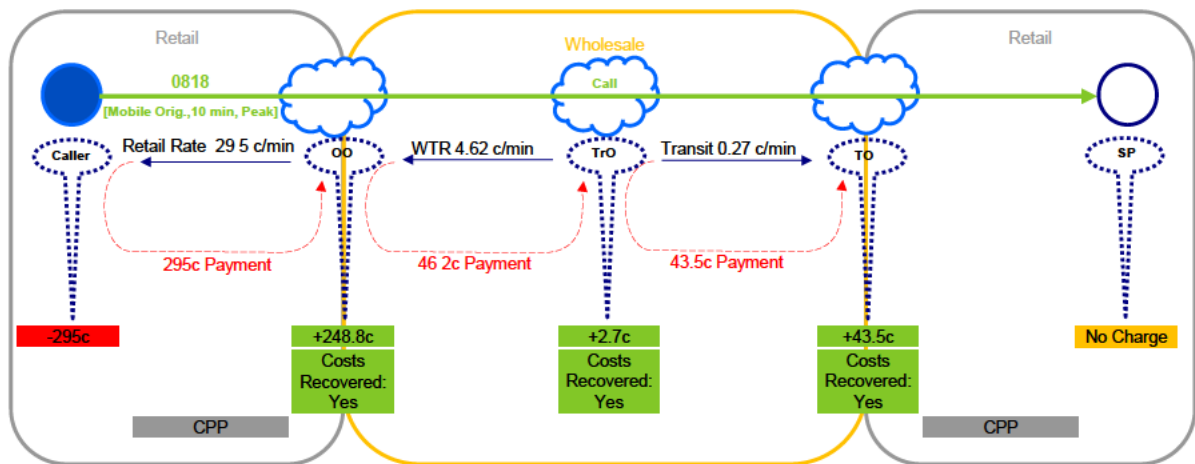 Retail
Wholesale
Retail
0818
Call
[Mobile Orig.,10 min, Peak]
Retail Rate 29 5 c/min
WTR 4.62 c/min
Transit 0.27 c/min
Caller
OO
TrO
TO
SP
295c Payment
46 2c Payment
43.5c Payment
-295c
+248.8c
+2.7c
+43.5c
No Charge
Costs
Recovered:
Yes
Costs
Recovered:
Yes
Costs
Recovered:
Yes
CPP
CPP